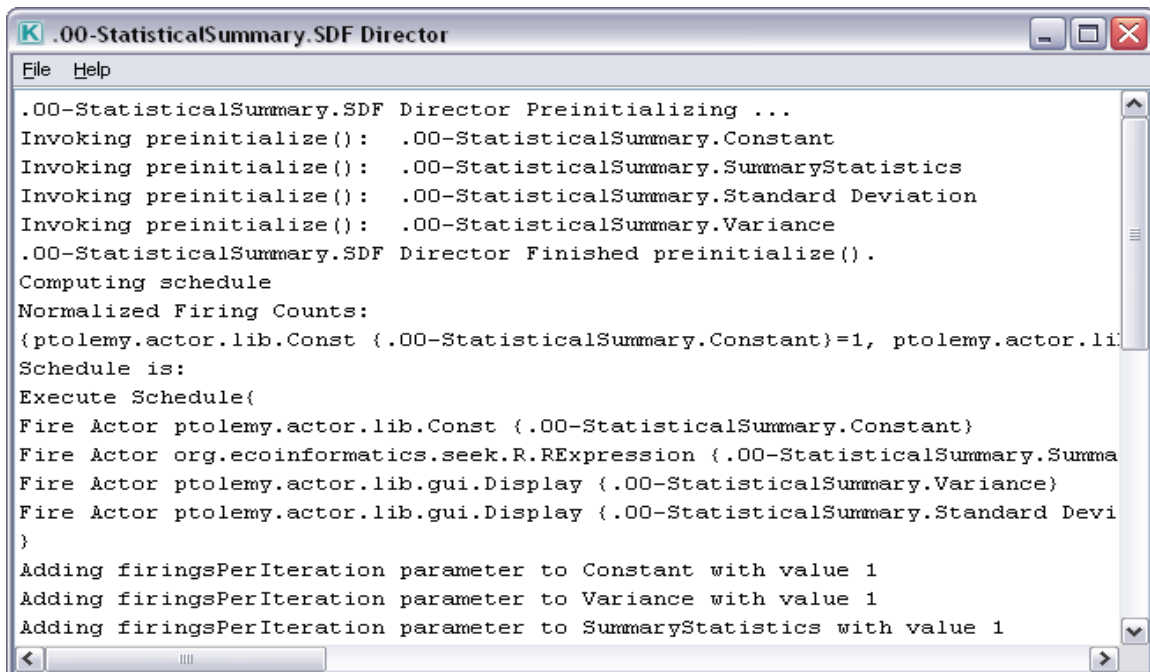 K .00-StatisticalSummary.SDF Director
File Help
.00-StatisticalSummary.SDF Director Preinitializing ...
Invoking preinitialize():  .00-StatisticalSummary.Constant
Invoking preinitialize():  .00-StatisticalSummary.SummaryStatistics
Invoking preinitialize():  .00-StatisticalSummary.Standard Deviation
Invoking preinitialize():  .00-StatisticalSummary.Variance
.00-StatisticalSummary.SDF Director Finished preinitialize().
Computing schedule
Normalized Firing Counts:
{ptolemy.actor.lib.Const {.00-StatisticalSummary.Constant}=1, ptolemy.actor.li
Schedule is:
Execute Schedule{
Fire Actor ptolemy.actor.lib.Const {.00-StatisticalSummary.Constant}
Fire Actor org.ecoinformatics.seek.R.RExpression {.00-StatisticalSummary.Summa
Fire Actor ptolemy.actor.lib.gui.Display {.00-StatisticalSummary.Variance}
Fire Actor ptolemy.actor.lib.gui.Display {.00-StatisticalSummary.Standard Devi
}
Adding firingsPerIteration parameter to Constant with value 1
Adding firingsPerIteration parameter to Variance with value 1
Adding firingsPerIteration parameter to SummaryStatistics with value 1